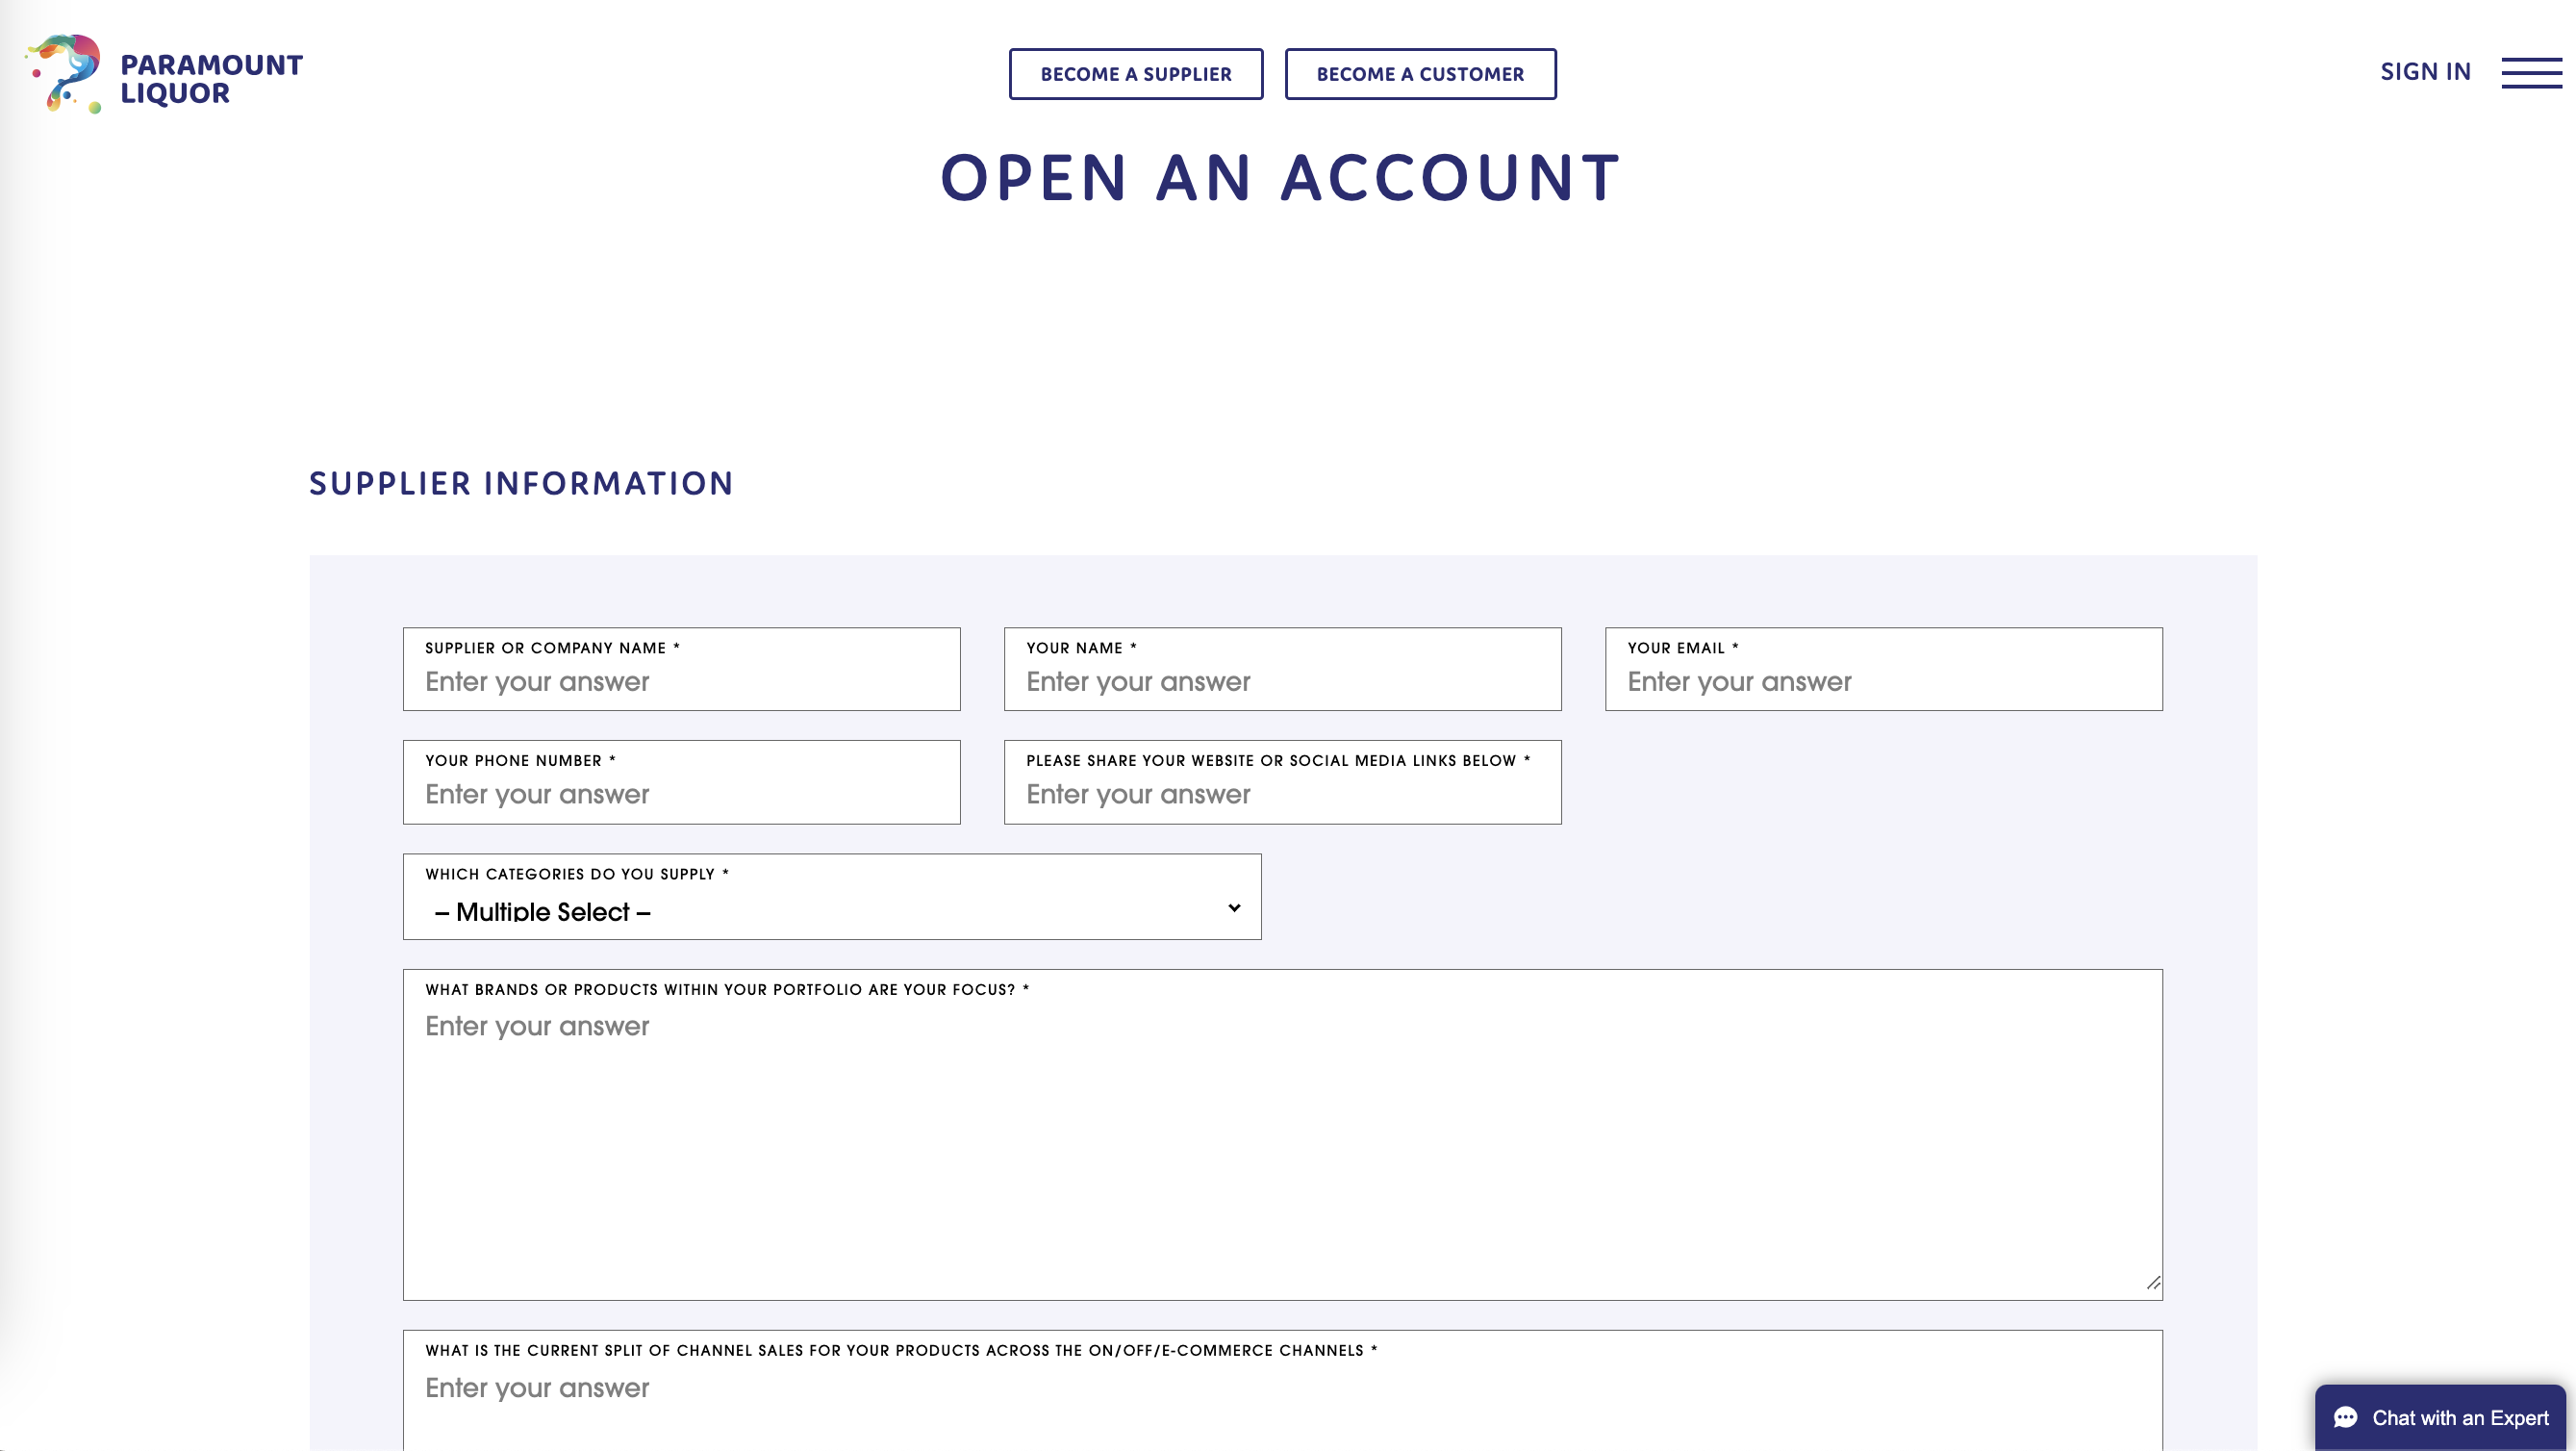 PARAMOUNT
LIQUOR
BECOME A SUPPLIER
BECOME A CUSTOMER
SIGN IN
OPEN AN ACCOUNT
SUPPLIER INFORMATION
SUPPLIER OR COMPANY NAME *
Enter your answer
YOUR NAME *
Enter your answer
YOUR EMAIL *
Enter your answer
YOUR PHONE NUMBER *
Enter your answer
PLEASE SHARE YOUR WEBSITE OR SOCIAL MEDIA LINKS BELOW *
Enter your answer
WHICH CATEGORIES DO YOU SUPPLY *
– Multiple Select –
WHAT BRANDS OR PRODUCTS WITHIN YOUR PORTFOLIO ARE YOUR FOCUS? *
Enter your answer
WHAT IS THE CURRENT SPLIT OF CHANNEL SALES FOR YOUR PRODUCTS ACROSS THE ON/OFF/E-COMMERCE CHANNELS *
Enter your answer
Chat with an Expert